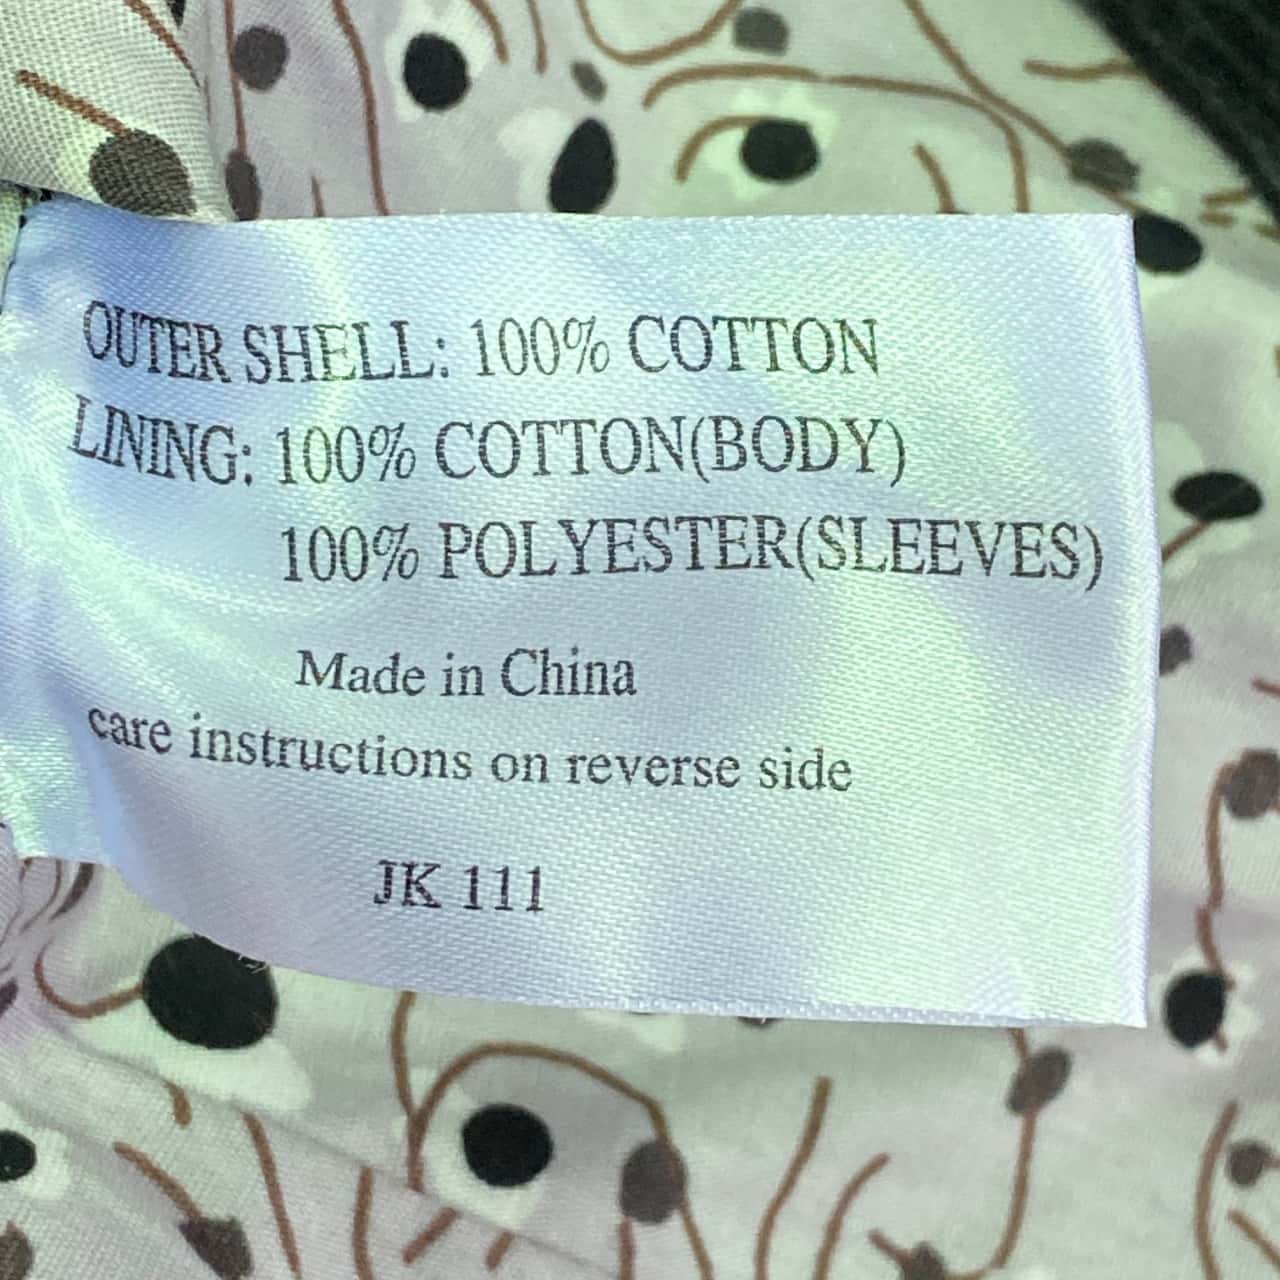 OUTER SHELL: 100% COTTON
LINING: 100% COTTON(BODY)
100% POLYESTER(SLEEVES)
Made in China
care instructions on reverse side
JK 111